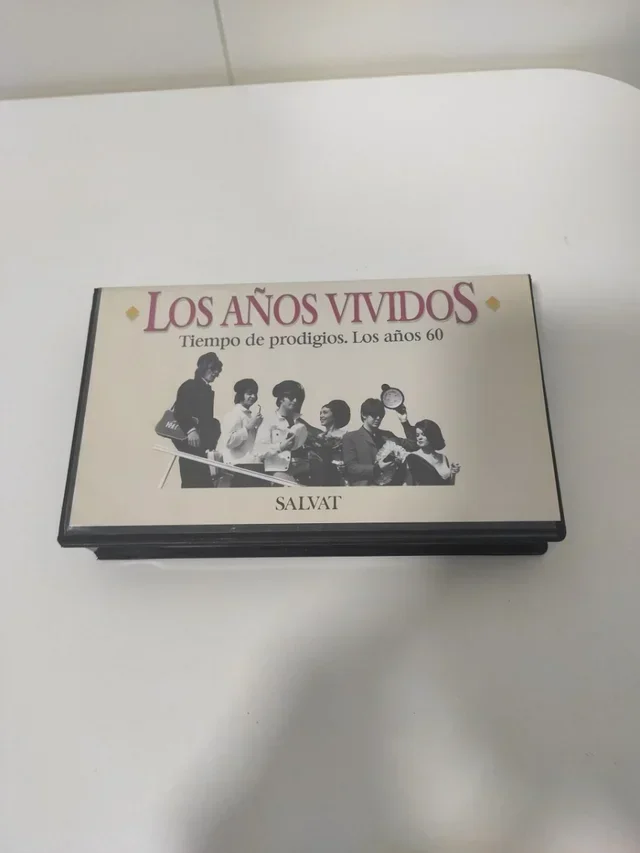 LOS AÑOS VIVIDOS
Tiempo de prodigios. Los años 60
SALVAT